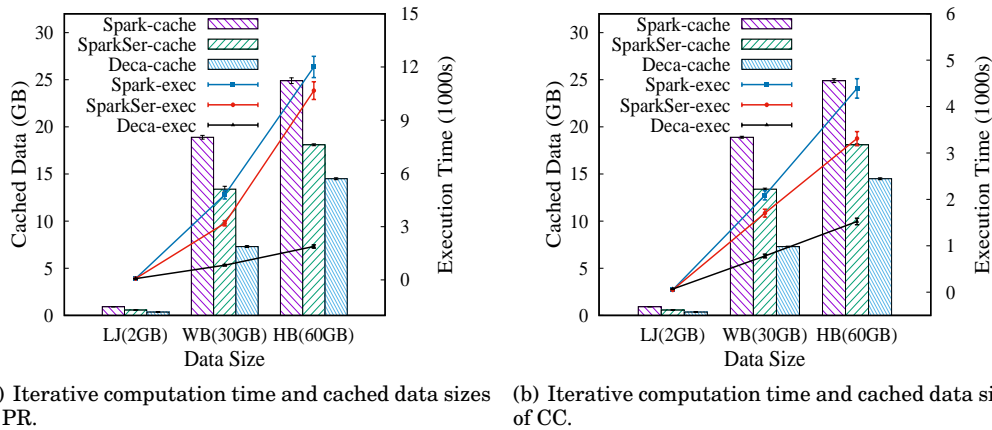 Spark-cache
SparkSer-cache
Deca-cache
Spark-exec
SparkSer-exec
Deca-exec
30
25
20
15
10
5
0
Cached Data (GB)
15
12
9
6
3
0
Execution Time (1000s)
LJ(2GB) WB(30GB) HB(60GB)
Data Size
) Iterative computation time and cached data sizes
PR.
Spark-cache
SparkSer-cache
Deca-cache
Spark-exec
SparkSer-exec
Deca-exec
30
25
20
15
10
5
0
Cached Data (GB)
6
5
4
3
2
1
0
Execution Time (1000s)
LJ(2GB) WB(30GB) HB(60GB)
Data Size
(b) Iterative computation time and cached data si
of CC.